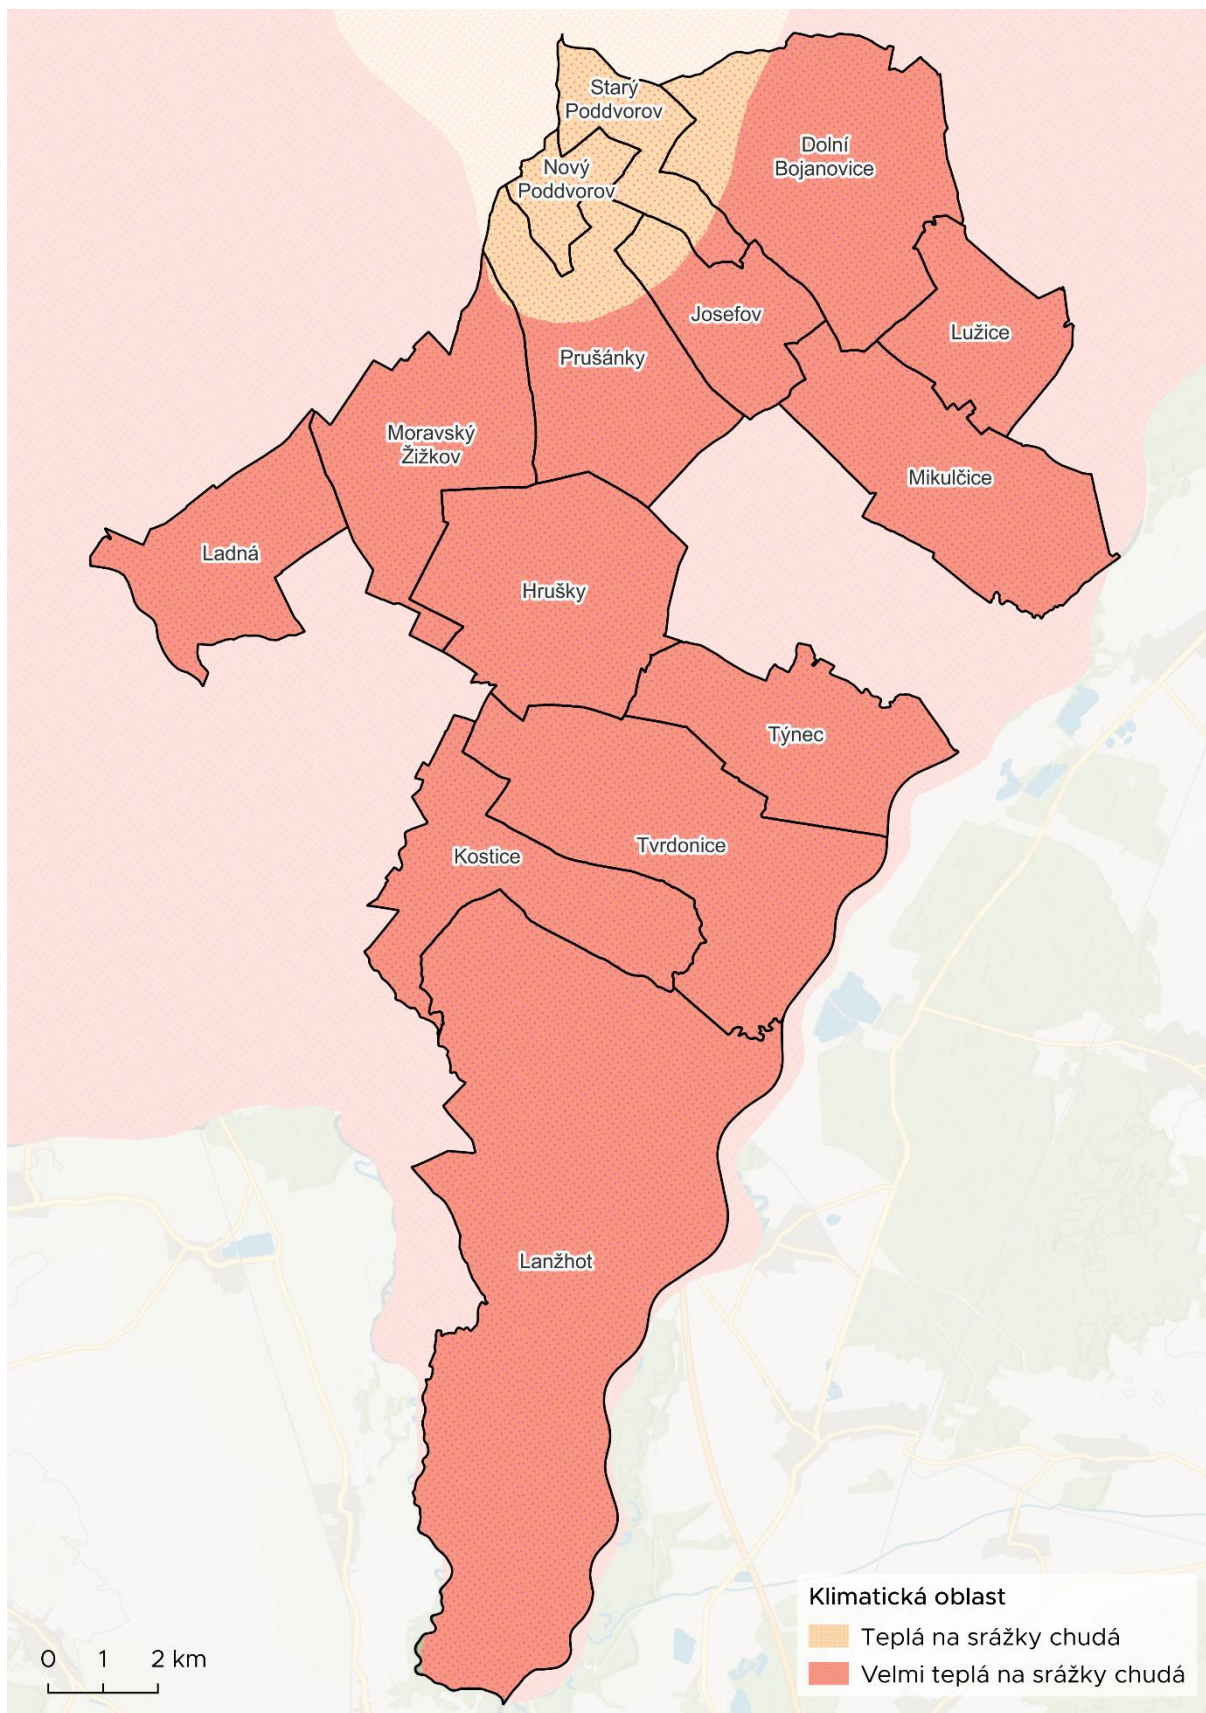 Starý
Poddvorov
Dolní
Bojanovice
Nový
Poddvorov
Josefov
Lužice
Prušánky
Moravský
Žižkov
Mikulčice
Ladná
Hrušky
Týnec
Tvrdonice
Kostice
Lanžhot
Klimatická oblast
Teplá na srážky chudá
Velmi teplá na srážky chudá
0 1 2 km